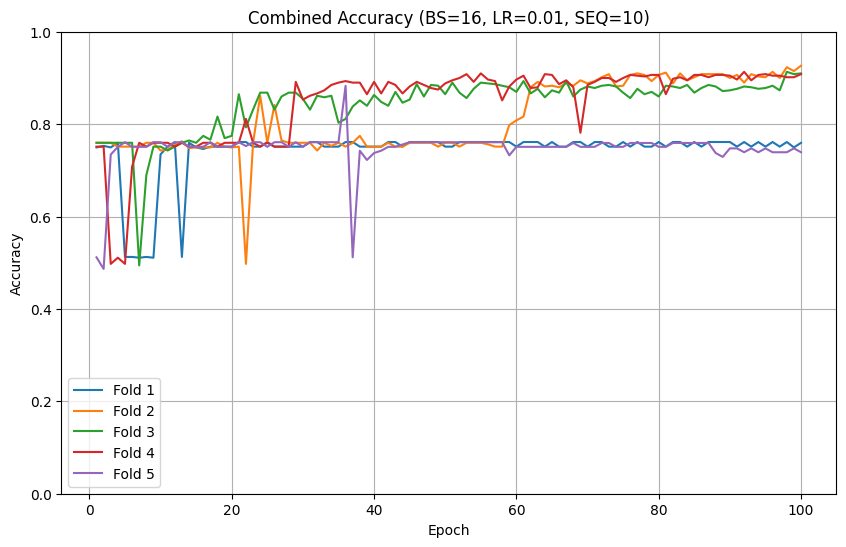 Combined Accuracy (BS=16, LR=0.01, SEQ=10)
1.0
0.8
0.6
0.4
0.2
0.0
Accuracy
Fold 1
Fold 2
Fold 3
Fold 4
Fold 5
0 20 40 60 80 100
Epoch